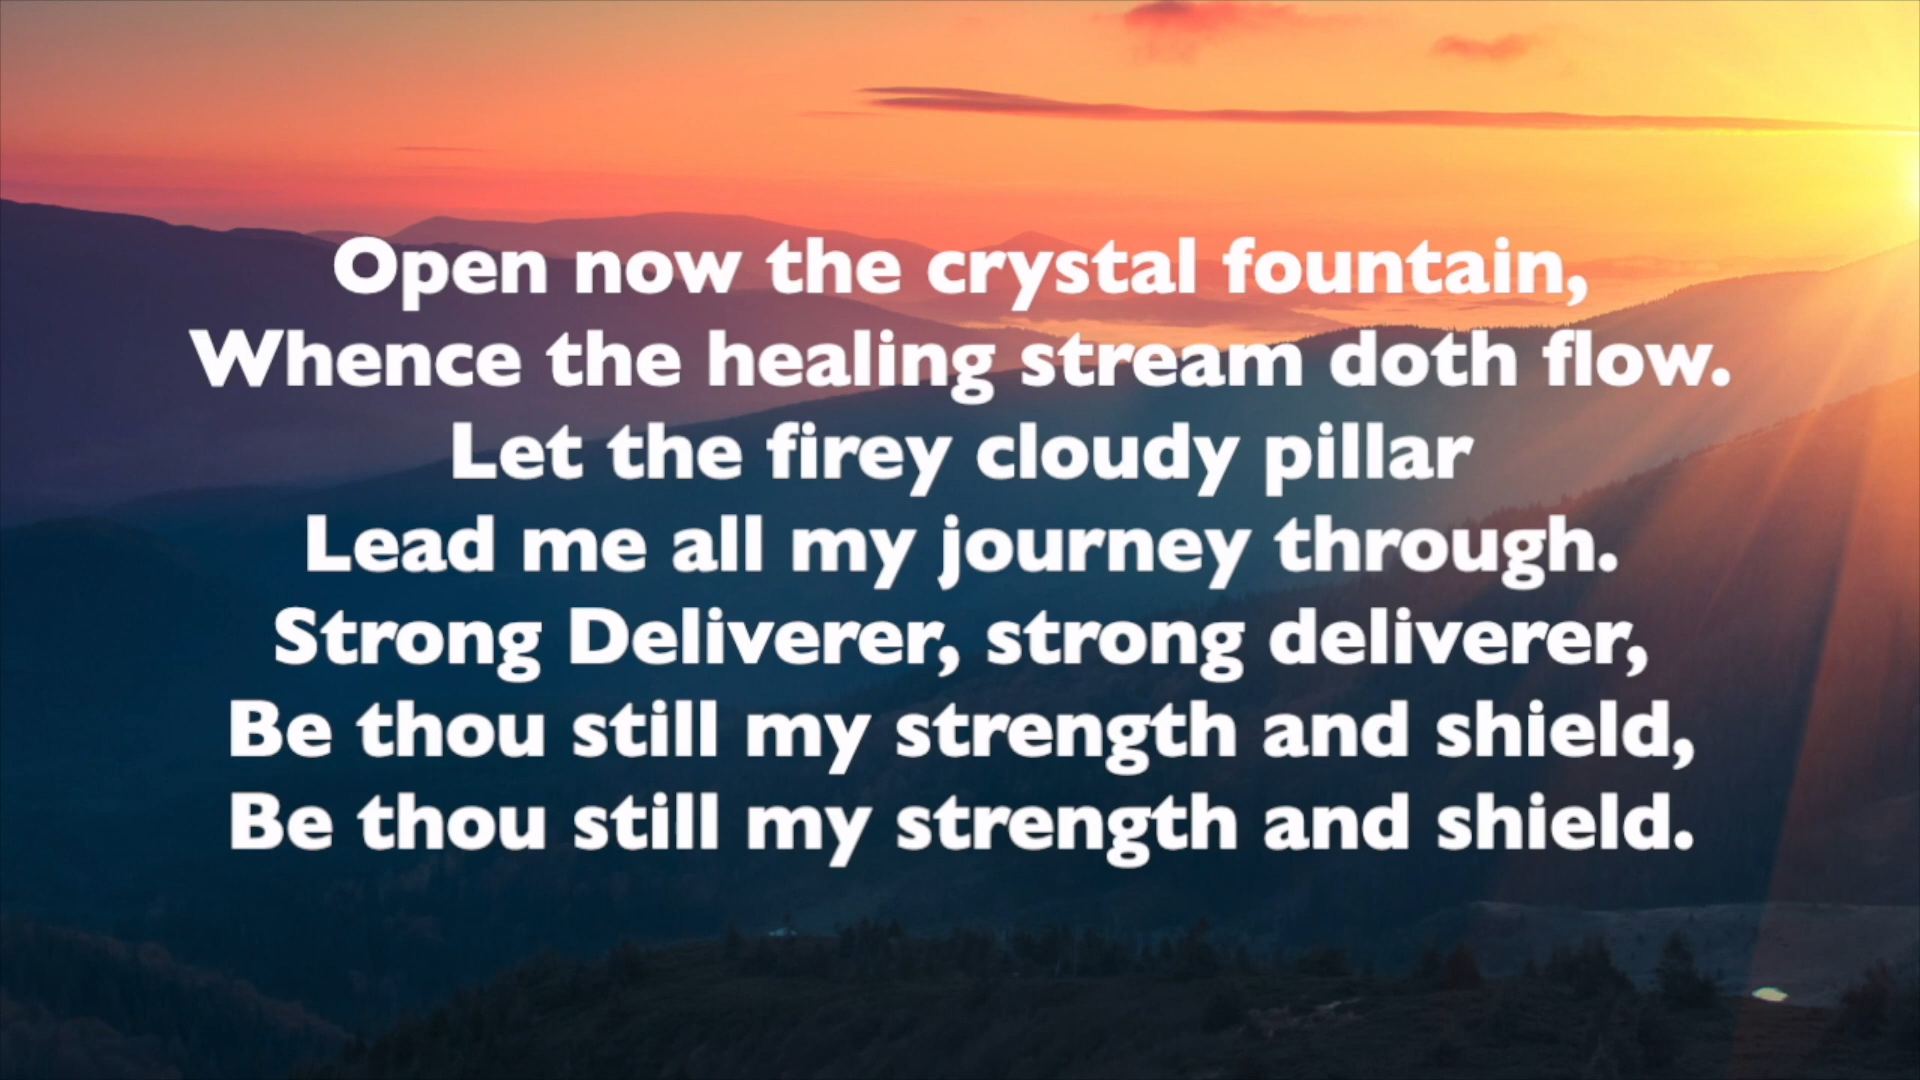 Open now the crystal fountain,
Whence the healing stream doth flow.
Let the firey cloudy pillar
Lead me all my journey through.
Strong Deliverer, strong deliverer,
Be thou still my strength and shield,
Be thou still my strength and shield.